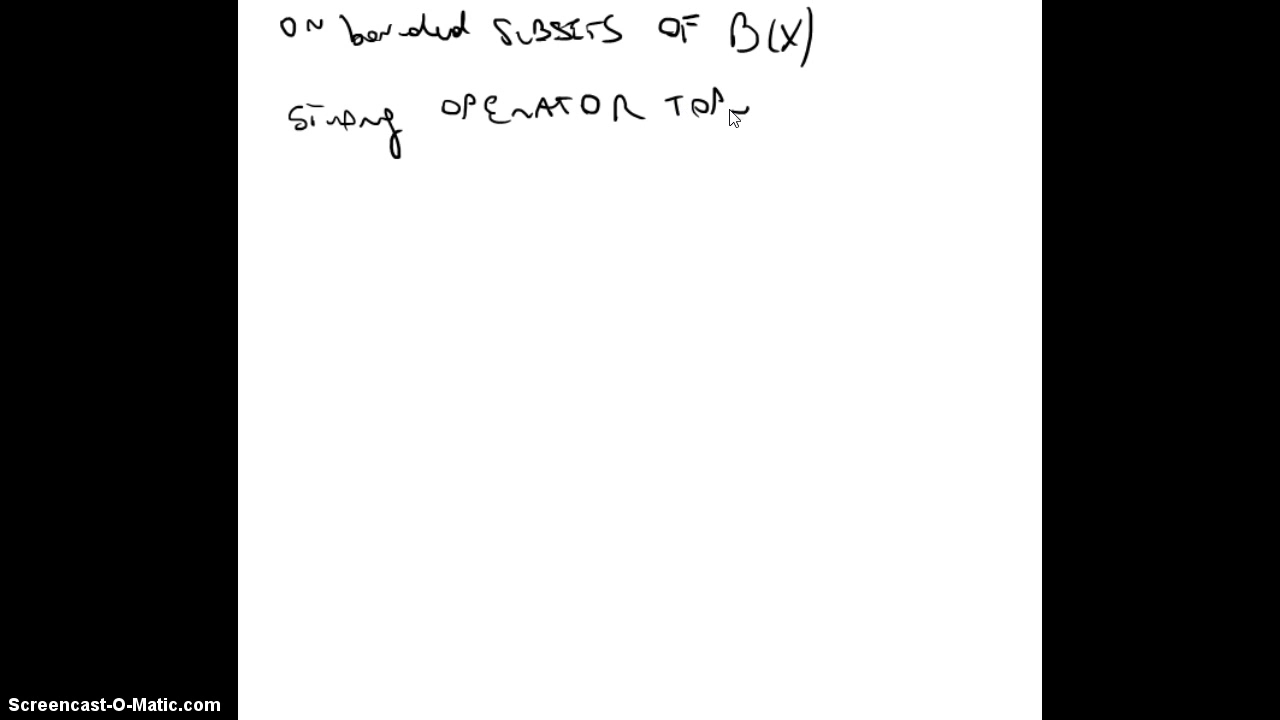 ON bounded SUBSETS OF B(X)
STrong OPERATOR TOP
Screencast-O-Matic.com